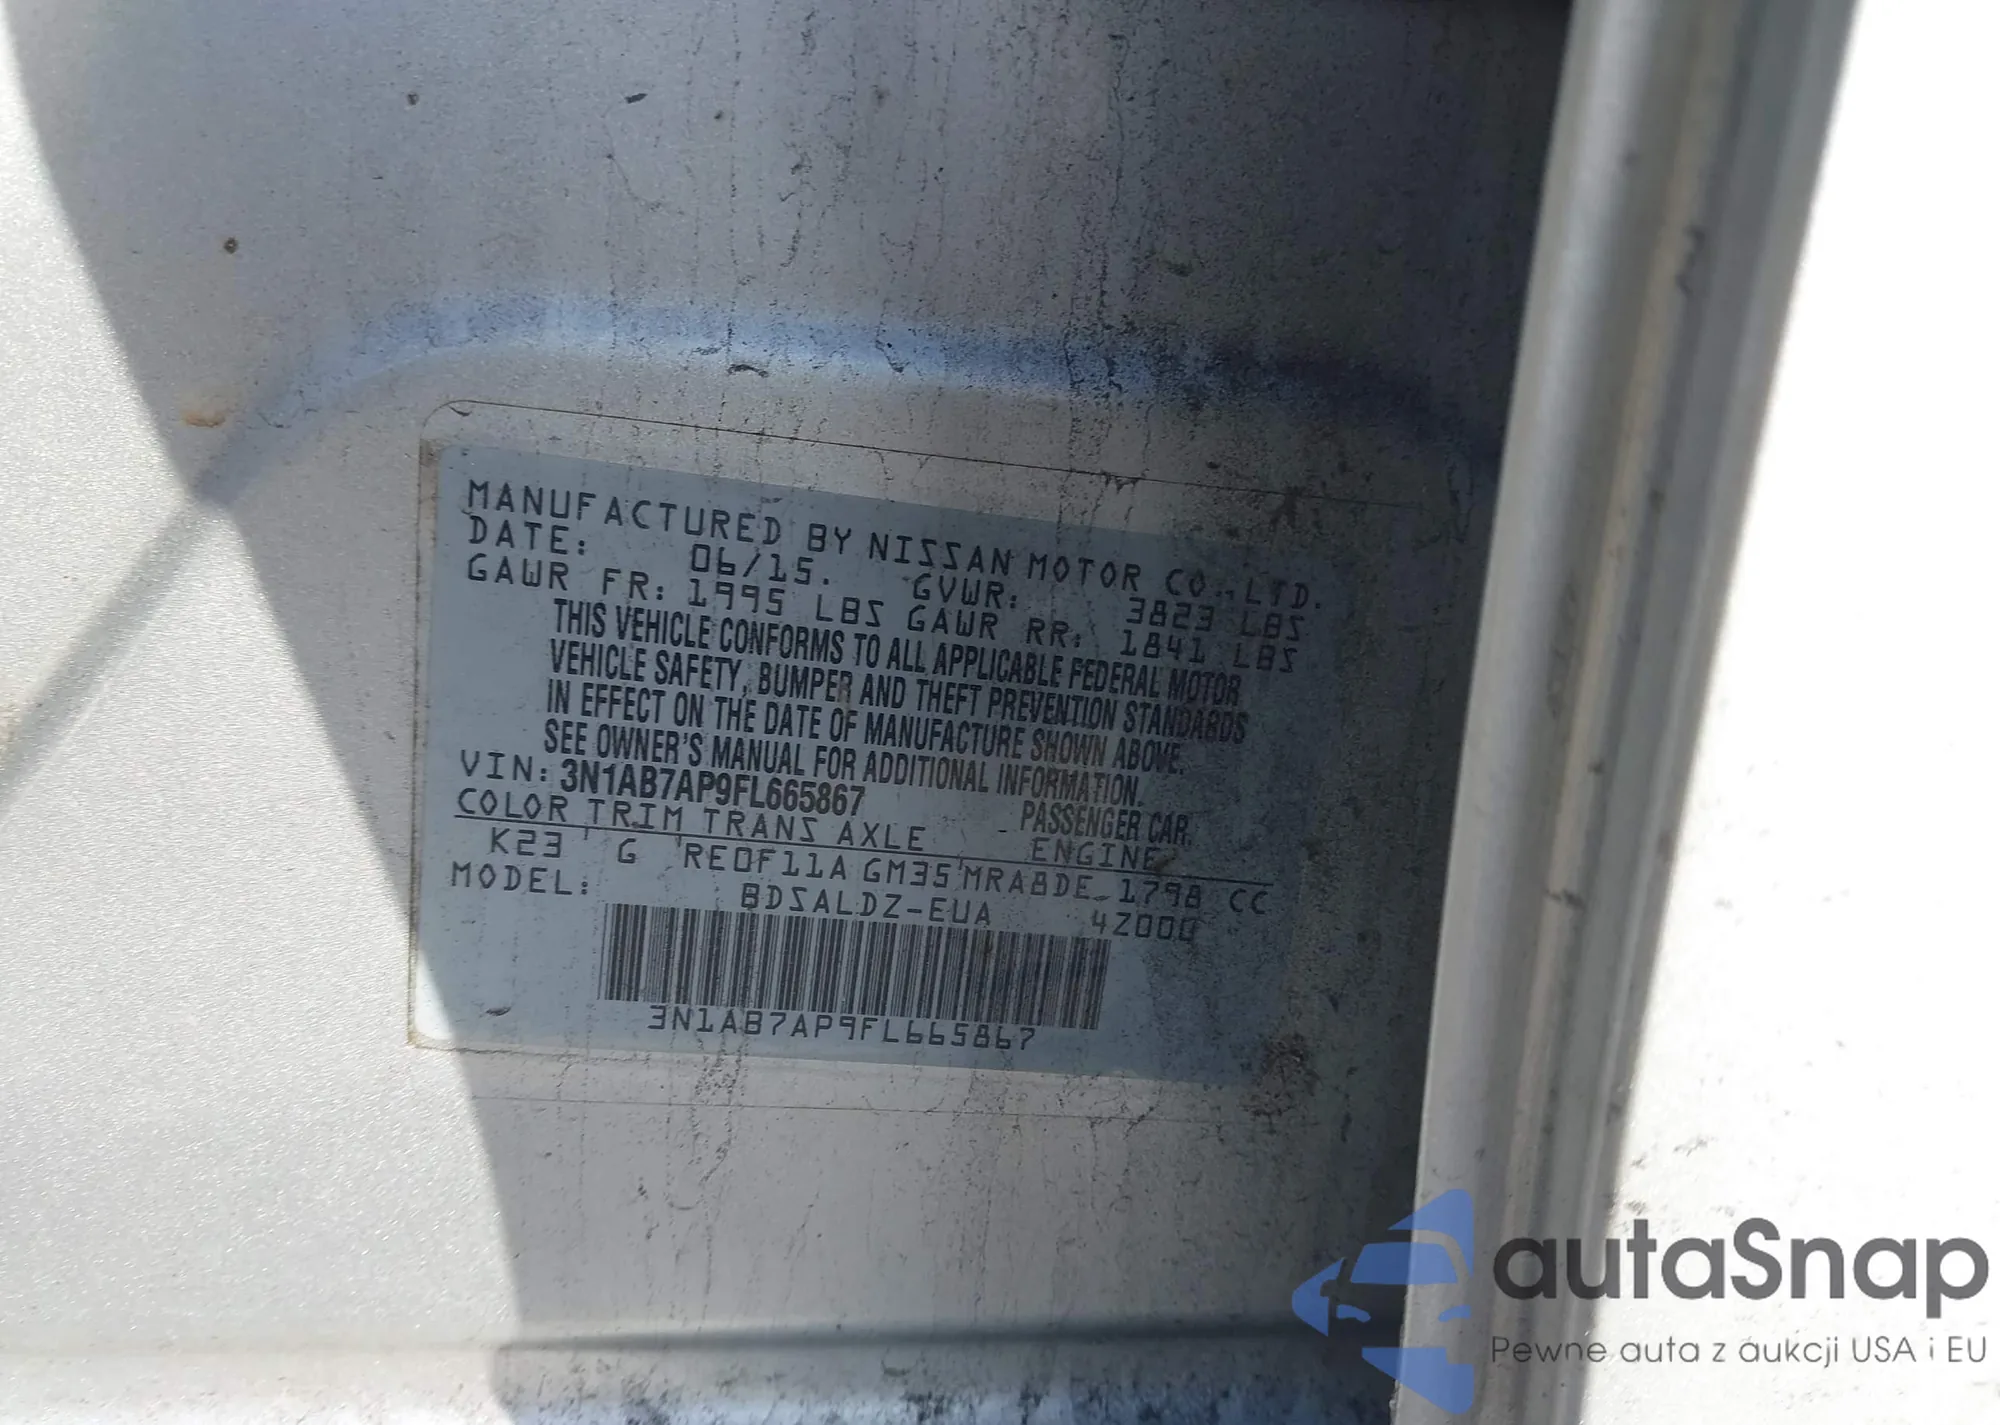 MANUFACTURED BY NISSAN MOTOR CO.,LTD.
DATE: 06/15. GVWR: 3823 LBS
GAWR FR: 1995 LBS GAWR RR: 1841 LBS
THIS VEHICLE CONFORMS TO ALL APPLICABLE FEDERAL MOTOR
VEHICLE SAFETY, BUMPER AND THEFT PREVENTION STANDARDS
IN EFFECT ON THE DATE OF MANUFACTURE SHOWN ABOVE.
SEE OWNER'S MANUAL FOR ADDITIONAL INFORMATION.
VIN: 3N1AB7AP9FL665867 PASSENGER CAR.
COLOR TRIM TRANS AXLE ENGINE
K23 G RE0F11A GM35 MRA8DE 1798 CC
MODEL: BDSALDZ-EUA 4Z000
3N1AB7AP9FL665867
autaSnap
Pewne auta z aukcji USA i EU